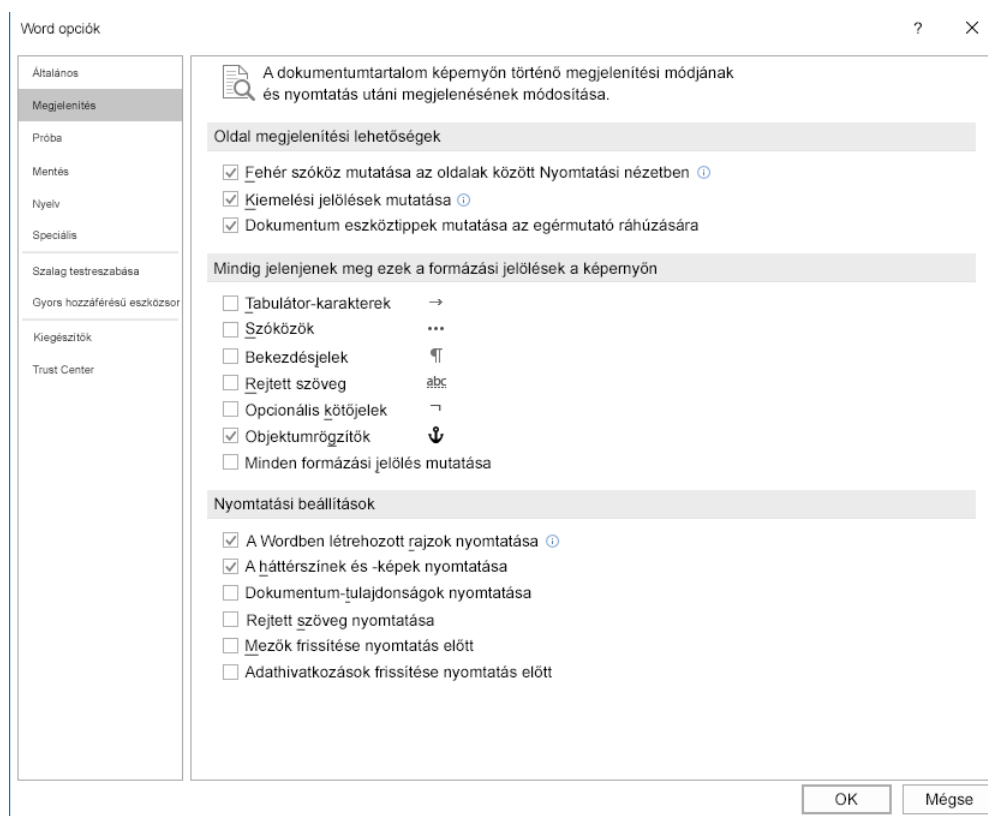 Word opciók
?
Általános
Megjelenítés
Próba
Mentés
Nyelv
Speciális
Szalag testreszabása
Gyors hozzáférésű eszközsor
Kiegészítők
Trust Center
A dokumentumtartalom képernyőn történő megjelenítési módjának
és nyomtatás utáni megjelenésének módosítása.
Oldal megjelenítési lehetőségek
Fehér szóköz mutatása az oldalak között Nyomtatási nézetben
Kiemelési jelölések mutatása
Dokumentum eszköztippek mutatása az egérmutató ráhúzására
Mindig jelenjenek meg ezek a formázási jelölések a képernyőn
Tabulátor-karakterek →
Szóközök •••
Bekezdésjelek ¶
Rejtett szöveg abc
Opcionális kötőjelek ¬
Objektumrögzítők
Minden formázási jelölés mutatása
Nyomtatási beállítások
A Wordben létrehozott rajzok nyomtatása
A háttérszínek és -képek nyomtatása
Dokumentum-tulajdonságok nyomtatása
Rejtett szöveg nyomtatása
Mezők frissítése nyomtatás előtt
Adathivatkozások frissítése nyomtatás előtt
OK
Mégse